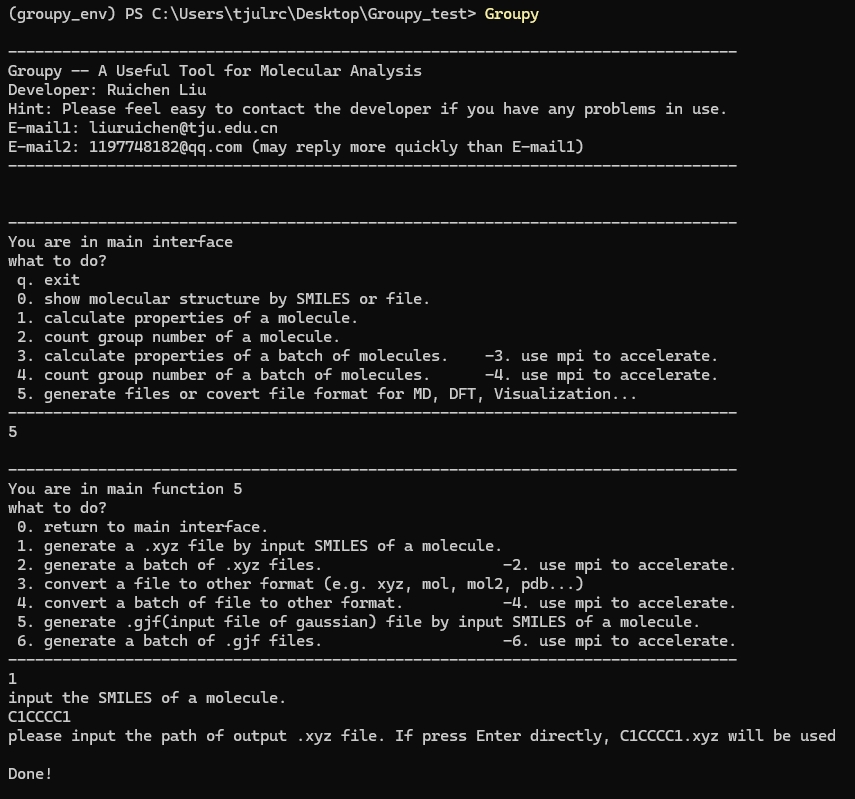 (groupy_env) PS C:\Users\tjulrc\Desktop\Groupy_test> Groupy
--------------------------------------------------------------------------------
Groupy -- A Useful Tool for Molecular Analysis
Developer: Ruichen Liu
Hint: Please feel easy to contact the developer if you have any problems in use.
E-mail1: liuruichen@tju.edu.cn
E-mail2: 1197748182@qq.com (may reply more quickly than E-mail1)
--------------------------------------------------------------------------------
--------------------------------------------------------------------------------
You are in main interface
what to do?
 q. exit
 0. show molecular structure by SMILES or file.
 1. calculate properties of a molecule.
 2. count group number of a molecule.
 3. calculate properties of a batch of molecules.    -3. use mpi to accelerate.
 4. count group number of a batch of molecules.      -4. use mpi to accelerate.
 5. generate files or covert file format for MD, DFT, Visualization...
--------------------------------------------------------------------------------
5
--------------------------------------------------------------------------------
You are in main function 5
what to do?
 0. return to main interface.
 1. generate a .xyz file by input SMILES of a molecule.
 2. generate a batch of .xyz files.                    -2. use mpi to accelerate.
 3. convert a file to other format (e.g. xyz, mol, mol2, pdb...)
 4. convert a batch of file to other format.           -4. use mpi to accelerate.
 5. generate .gjf(input file of gaussian) file by input SMILES of a molecule.
 6. generate a batch of .gjf files.                    -6. use mpi to accelerate.
--------------------------------------------------------------------------------
1
input the SMILES of a molecule.
C1CCCC1
please input the path of output .xyz file. If press Enter directly, C1CCCC1.xyz will be used
Done!